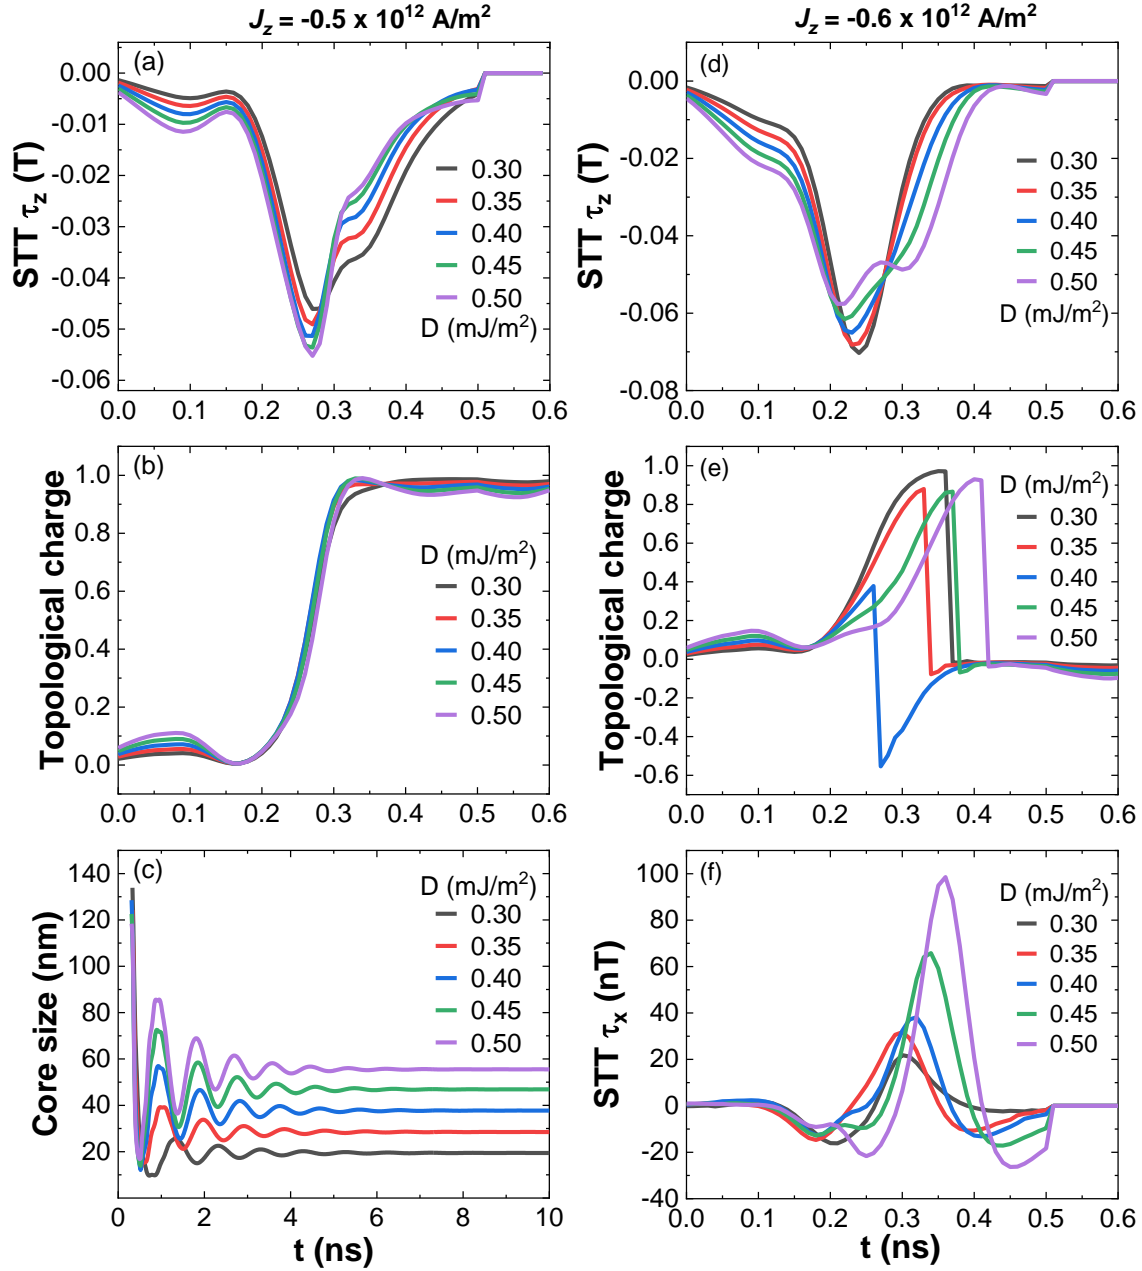 J_z = -0.5 x 10^12 A/m^2
(a)
STT τ_z (T)
0.00
-0.01
-0.02
-0.03
-0.04
-0.05
-0.06
0.30
0.35
0.40
0.45
0.50
D (mJ/m^2)
0.0 0.1 0.2 0.3 0.4 0.5 0.6
(b)
Topological charge
1.0
0.8
0.6
0.4
0.2
0.0
D (mJ/m^2)
0.30
0.35
0.40
0.45
0.50
0.0 0.1 0.2 0.3 0.4 0.5 0.6
(c)
Core size (nm)
140
120
100
80
60
40
20
D (mJ/m^2)
0.30
0.35
0.40
0.45
0.50
0 2 4 6 8 10
t (ns)
J_z = -0.6 x 10^12 A/m^2
(d)
STT τ_z (T)
0.00
-0.02
-0.04
-0.06
-0.08
0.30
0.35
0.40
0.45
0.50
D (mJ/m^2)
0.0 0.1 0.2 0.3 0.4 0.5 0.6
(e)
Topological charge
1.0
0.8
0.6
0.4
0.2
0.0
-0.2
-0.4
-0.6
D (mJ/m^2)
0.30
0.35
0.40
0.45
0.50
0.0 0.1 0.2 0.3 0.4 0.5 0.6
(f)
STT τ_x (nT)
100
80
60
40
20
0
-20
-40
D (mJ/m^2)
0.30
0.35
0.40
0.45
0.50
0.0 0.1 0.2 0.3 0.4 0.5 0.6
t (ns)